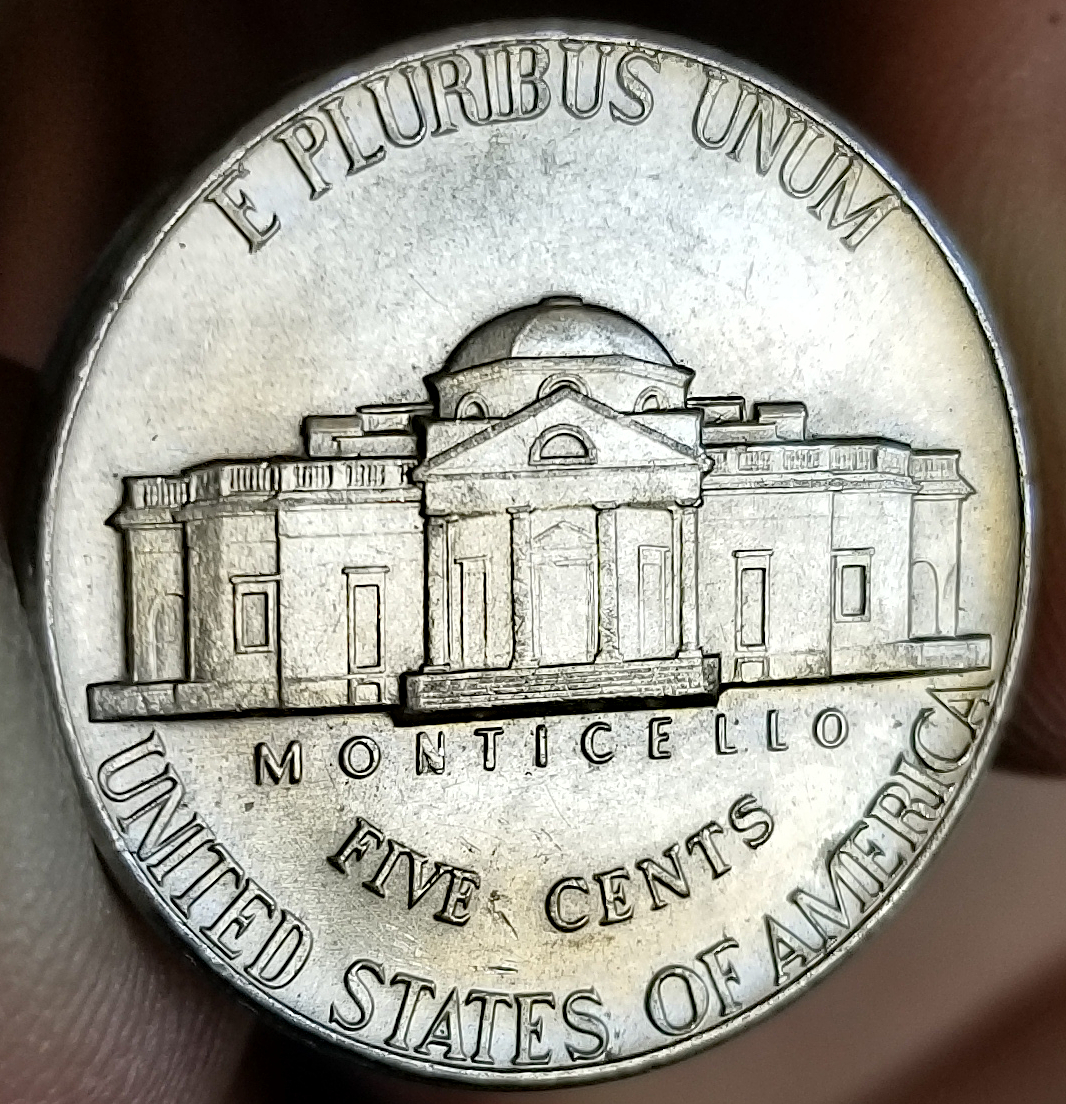 E PLURIBUS UNUM
MONTICELLO
FIVE CENTS
UNITED STATES OF AMERICA